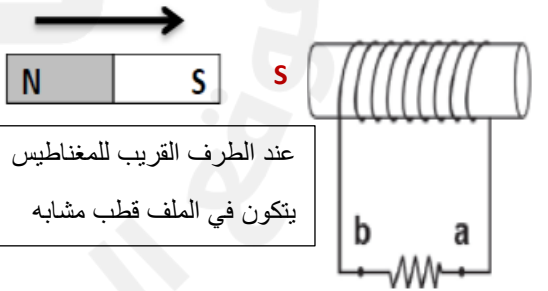 N S S
عند الطرف القريب للمغناطيس
يتكون في الملف قطب مشابه
b a